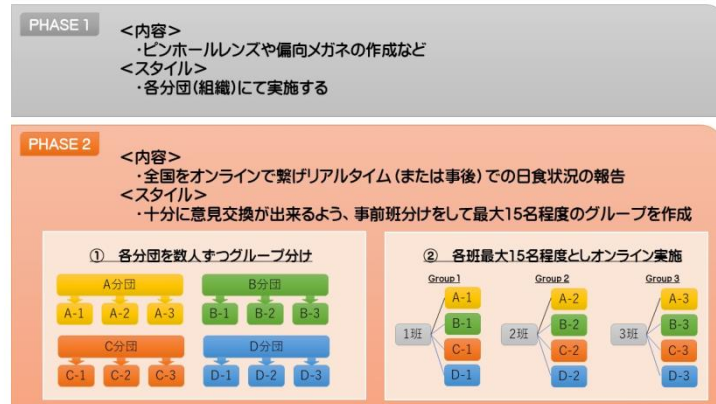 PHASE 1
＜内容＞
・ピンホールレンズや偏向メガネの作成など
＜スタイル＞
・各分団(組織)にて実施する
PHASE 2
＜内容＞
・全国をオンラインで繋げリアルタイム（または事後）での日食状況の報告
＜スタイル＞
・十分に意見交換が出来るよう、事前班分けをして最大15名程度のグループを作成
① 各分団を数人ずつグループ分け
A分団
A-1 A-2 A-3
B分団
B-1 B-2 B-3
C分団
C-1 C-2 C-3
D分団
D-1 D-2 D-3
② 各班最大15名程度としオンライン実施
Group 1
1班
A-1
B-1
C-1
D-1
Group 2
2班
A-2
B-2
C-2
D-2
Group 3
3班
A-3
B-3
C-3
D-3